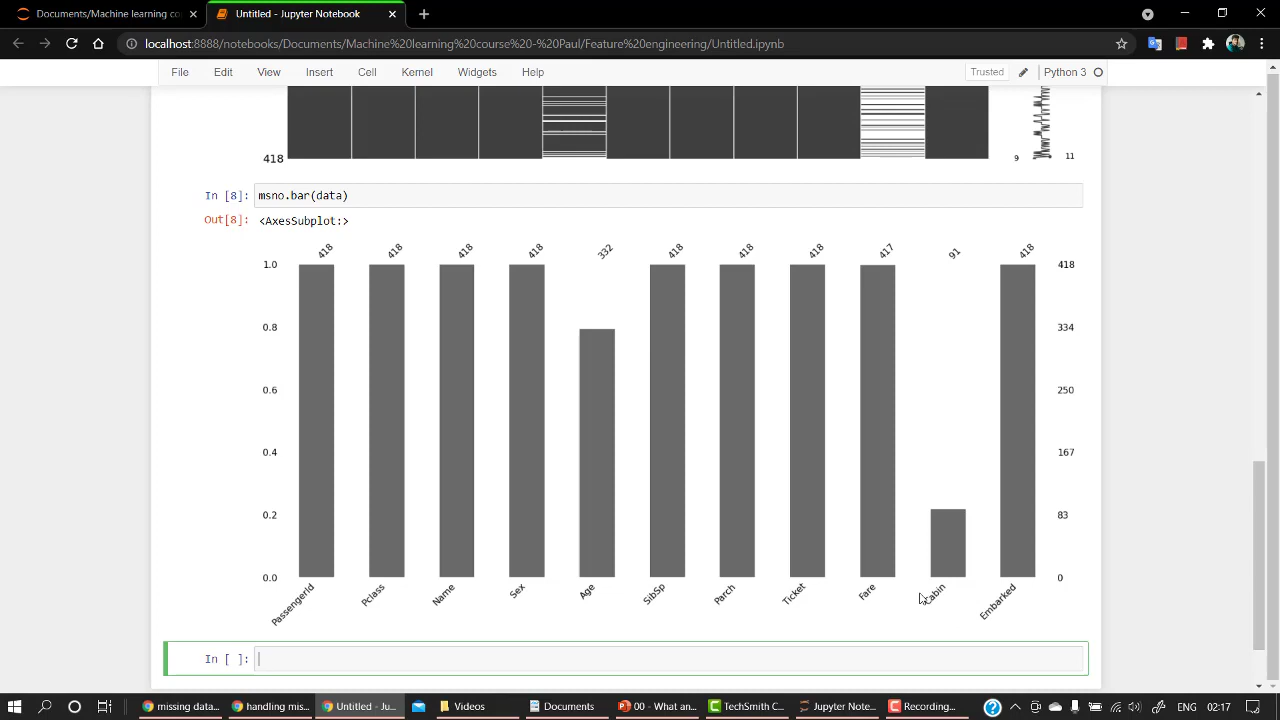 Documents/Machine learning co
Untitled - Jupyter Notebook
localhost:8888/notebooks/Documents/Machine%20learning%20course%20-%20Paul/Feature%20engineering/Untitled.ipynb
File Edit View Insert Cell Kernel Widgets Help
Trusted Python 3
418 9 11
In [8]: msno.bar(data)
Out[8]: <AxesSubplot:>
418 418 418 418 332 418 418 418 417 91 418
1.0 418
0.8 334
0.6 250
0.4 167
0.2 83
0.0 0
PassengerId Pclass Name Sex Age SibSp Parch Ticket Fare Cabin Embarked
In [ ]:
missing data... handling mis... Untitled - Ju... Videos Documents 00 - What an... TechSmith C... Jupyter Note... Recording... ENG 02:17